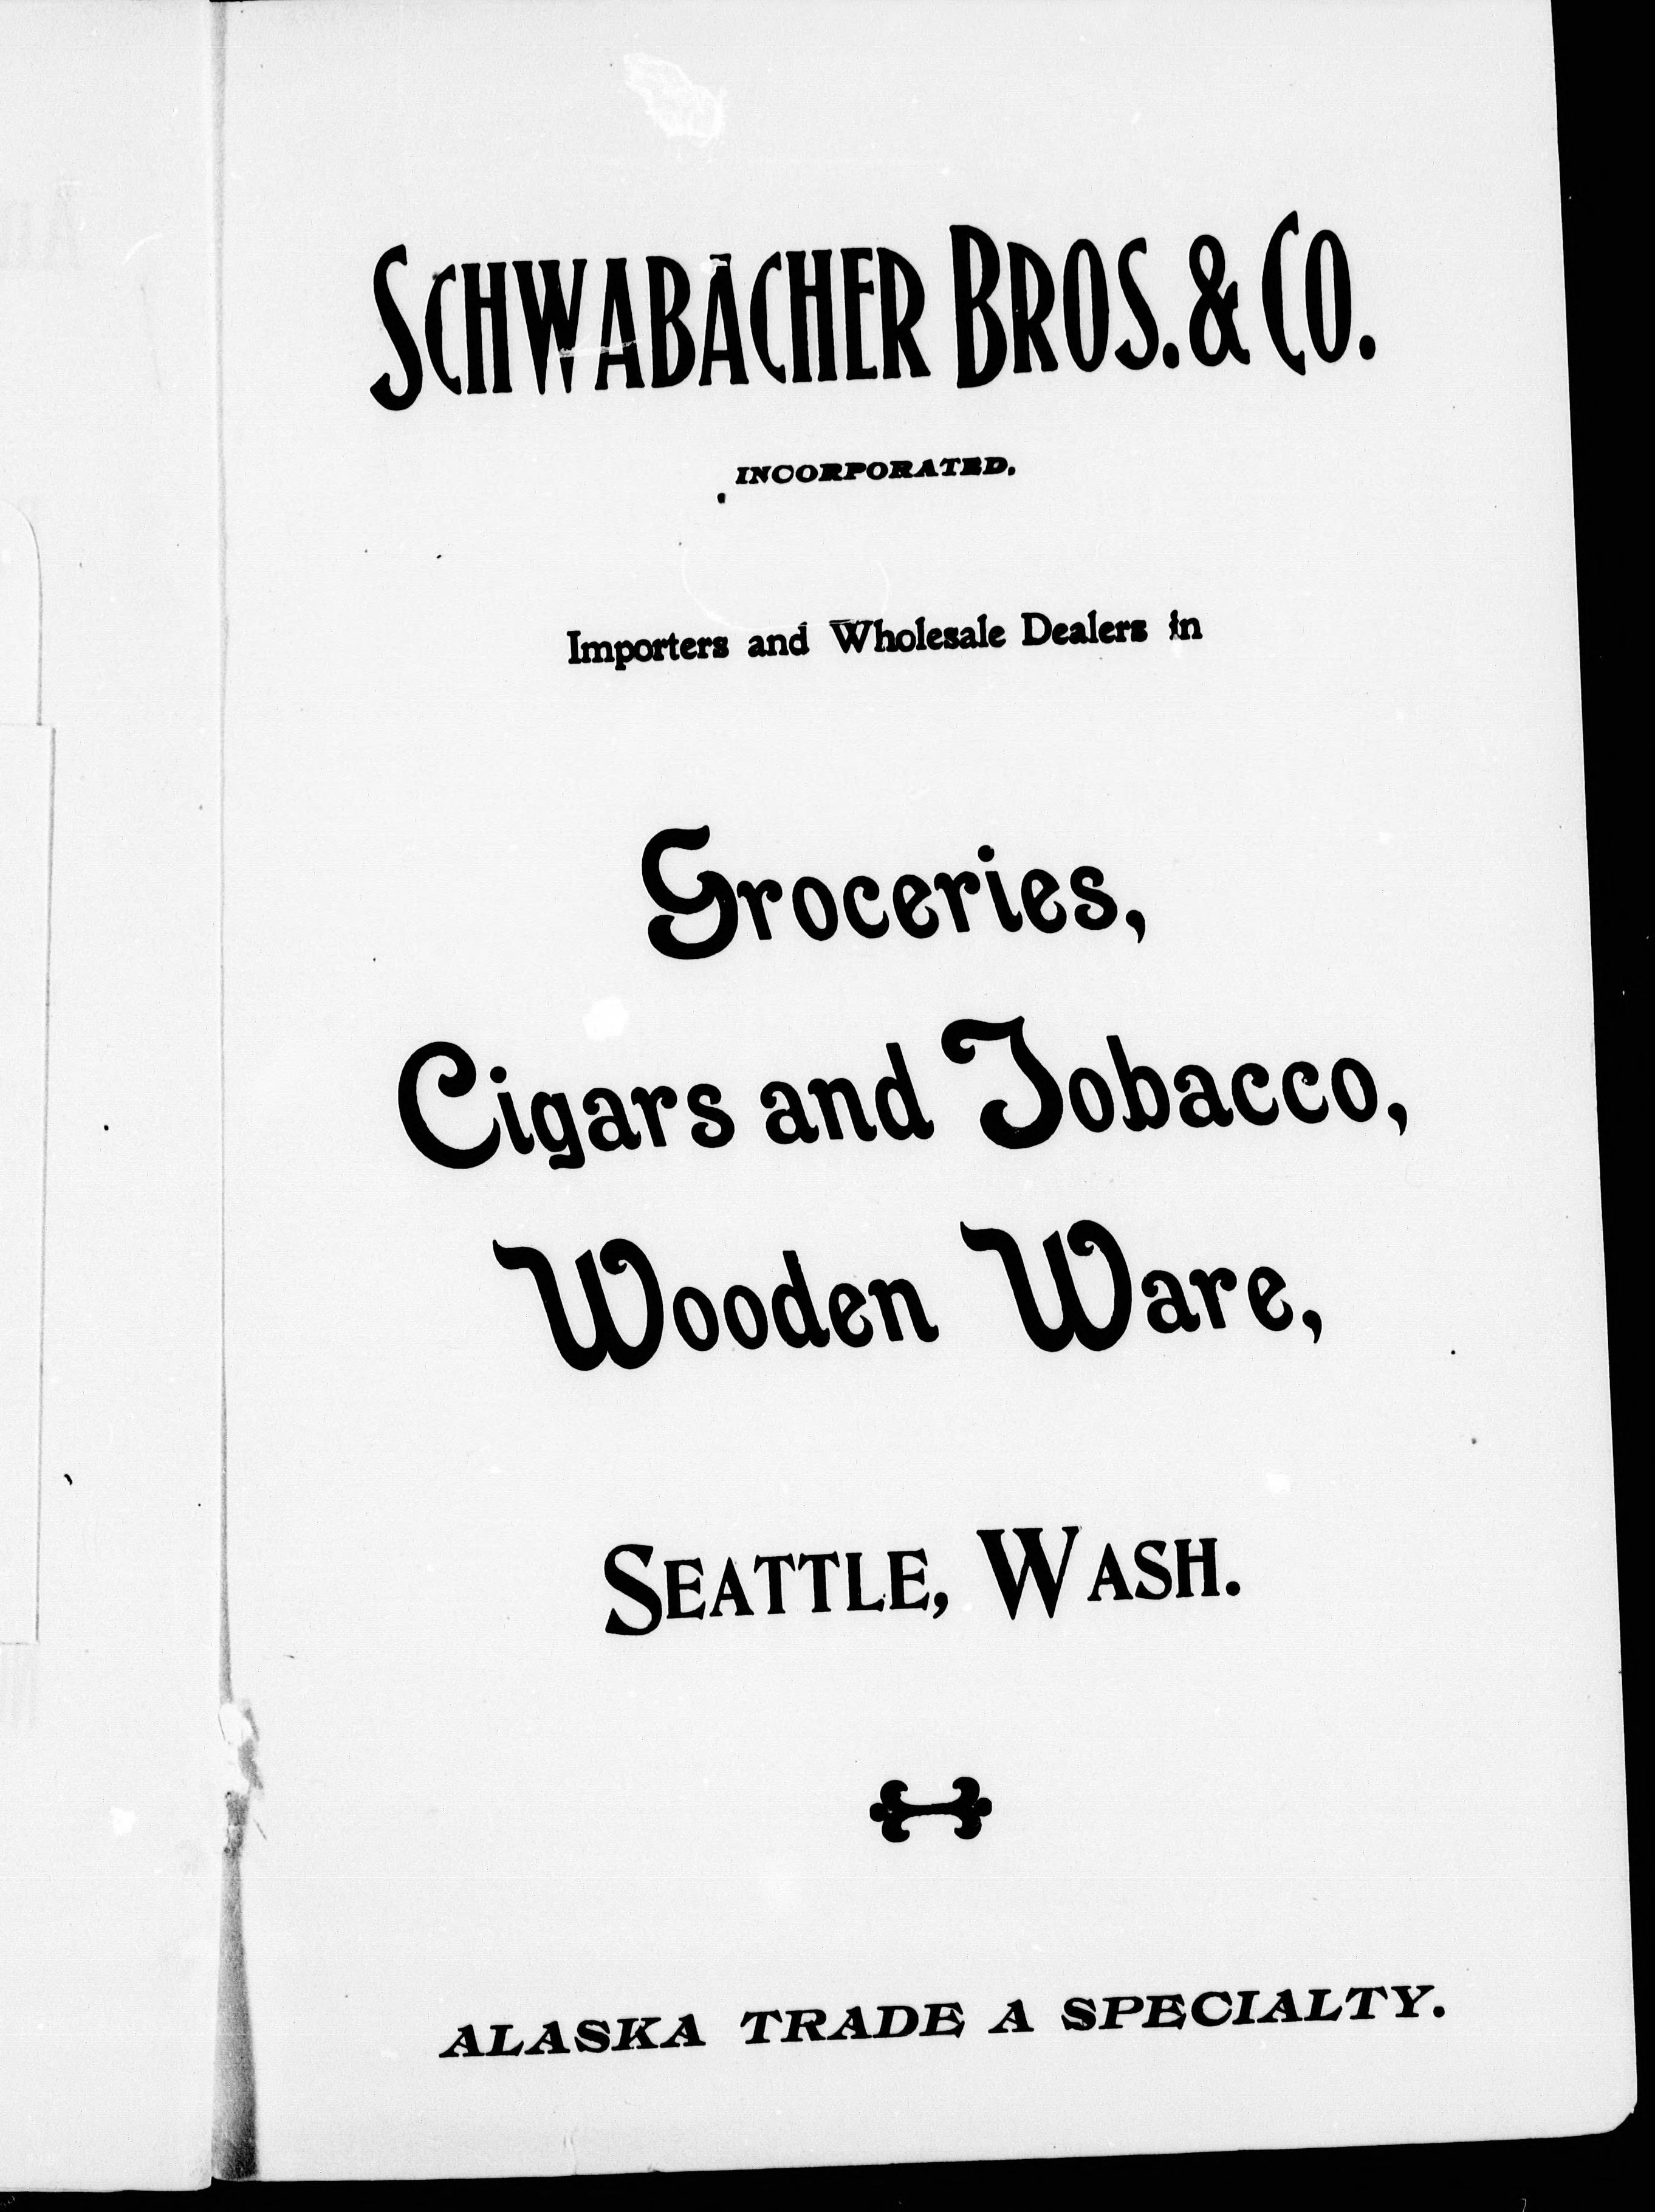 SCHWABACHER BROS. & CO.
INCORPORATED.
Importers and Wholesale Dealers in
Groceries,
Cigars and Tobacco,
Wooden Ware,
SEATTLE, WASH.
ALASKA TRADE A SPECIALTY.